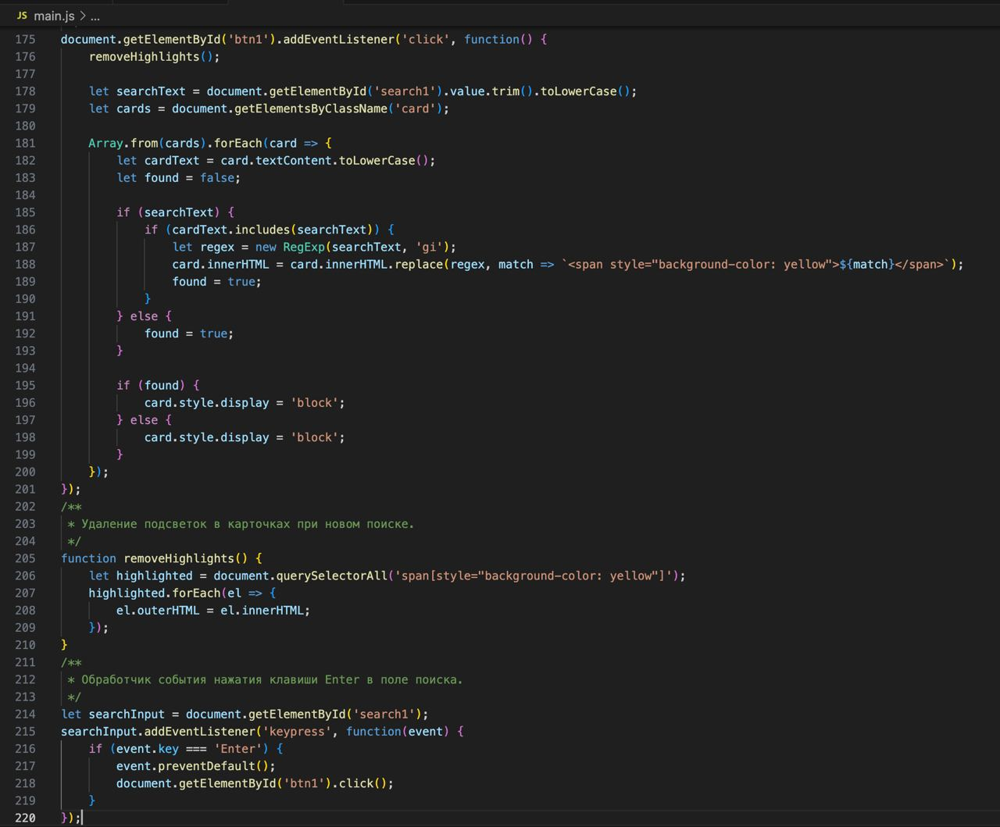 JS main.js > ...
175 document.getElementById('btn1').addEventListener('click', function() {
176     removeHighlights();
177
178     let searchText = document.getElementById('search1').value.trim().toLowerCase();
179     let cards = document.getElementsByClassName('card');
180
181     Array.from(cards).forEach(card => {
182         let cardText = card.textContent.toLowerCase();
183         let found = false;
184
185         if (searchText) {
186             if (cardText.includes(searchText)) {
187                 let regex = new RegExp(searchText, 'gi');
188                 card.innerHTML = card.innerHTML.replace(regex, match => `<span style="background-color: yellow">${match}</span>`);
189                 found = true;
190             }
191         } else {
192             found = true;
193         }
194
195         if (found) {
196             card.style.display = 'block';
197         } else {
198             card.style.display = 'block';
199         }
200     });
201 });
202 /**
203  * Удаление подсветок в карточках при новом поиске.
204  */
205 function removeHighlights() {
206     let highlighted = document.querySelectorAll('span[style="background-color: yellow"]');
207     highlighted.forEach(el => {
208         el.outerHTML = el.innerHTML;
209     });
210 }
211 /**
212  * Обработчик события нажатия клавиши Enter в поле поиска.
213  */
214 let searchInput = document.getElementById('search1');
215 searchInput.addEventListener('keypress', function(event) {
216     if (event.key === 'Enter') {
217         event.preventDefault();
218         document.getElementById('btn1').click();
219     }
220 });